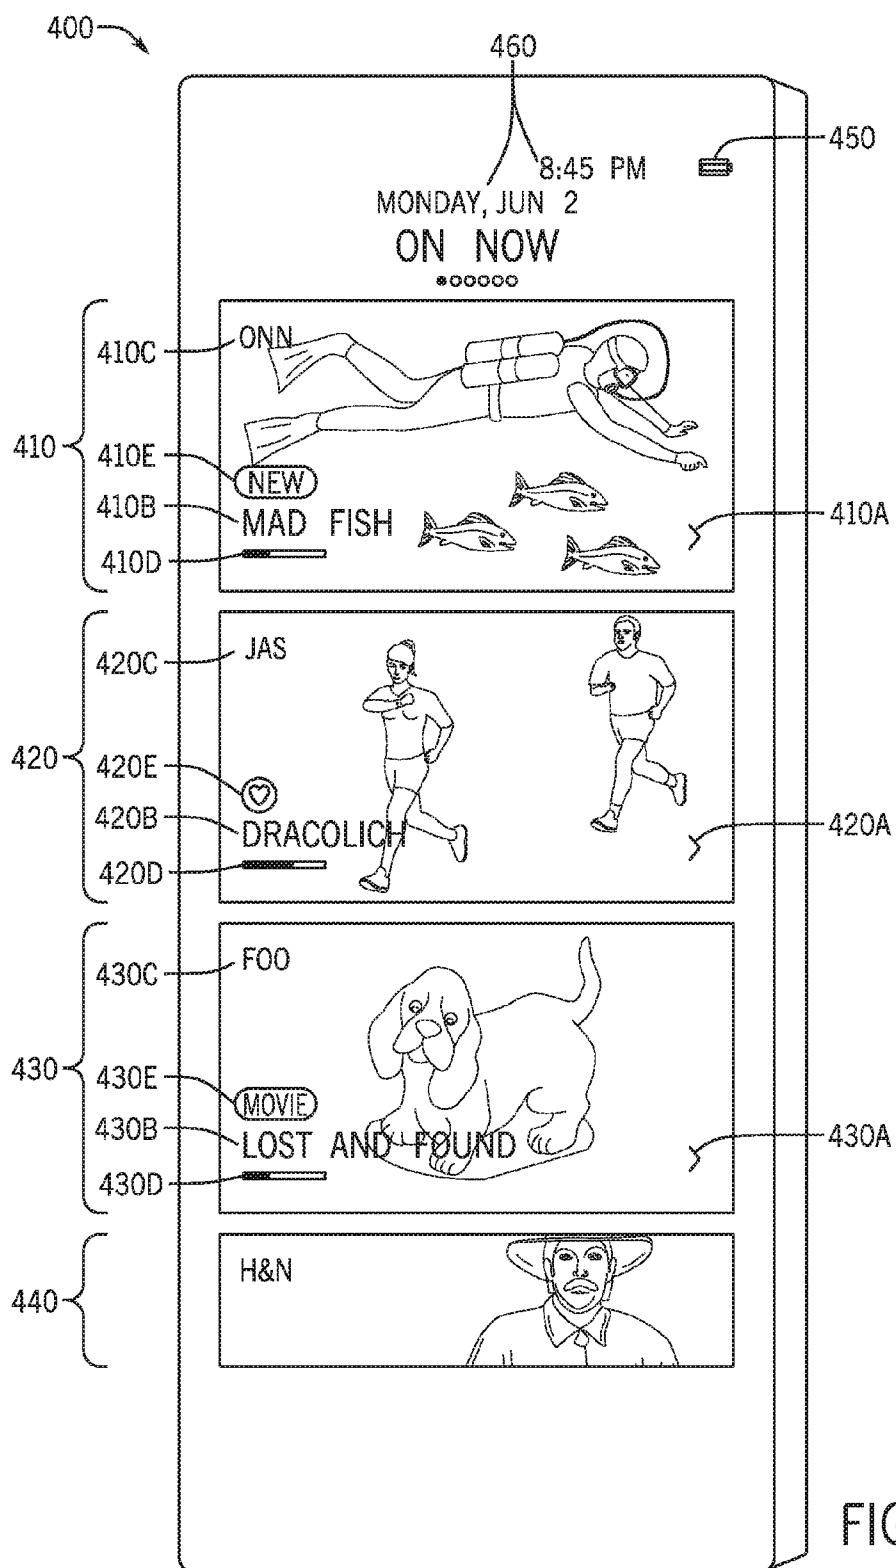 400
460
450
8:45 PM
MONDAY, JUN 2
ON NOW
410
410C
ONN
410E
NEW
410B
MAD FISH
410A
410D
420
420C
JAS
420E
420B
DRACOLICH
420A
420D
430
430C
FOO
430E
MOVIE
430B
LOST AND FOUND
430A
430D
440
H&N
FIG